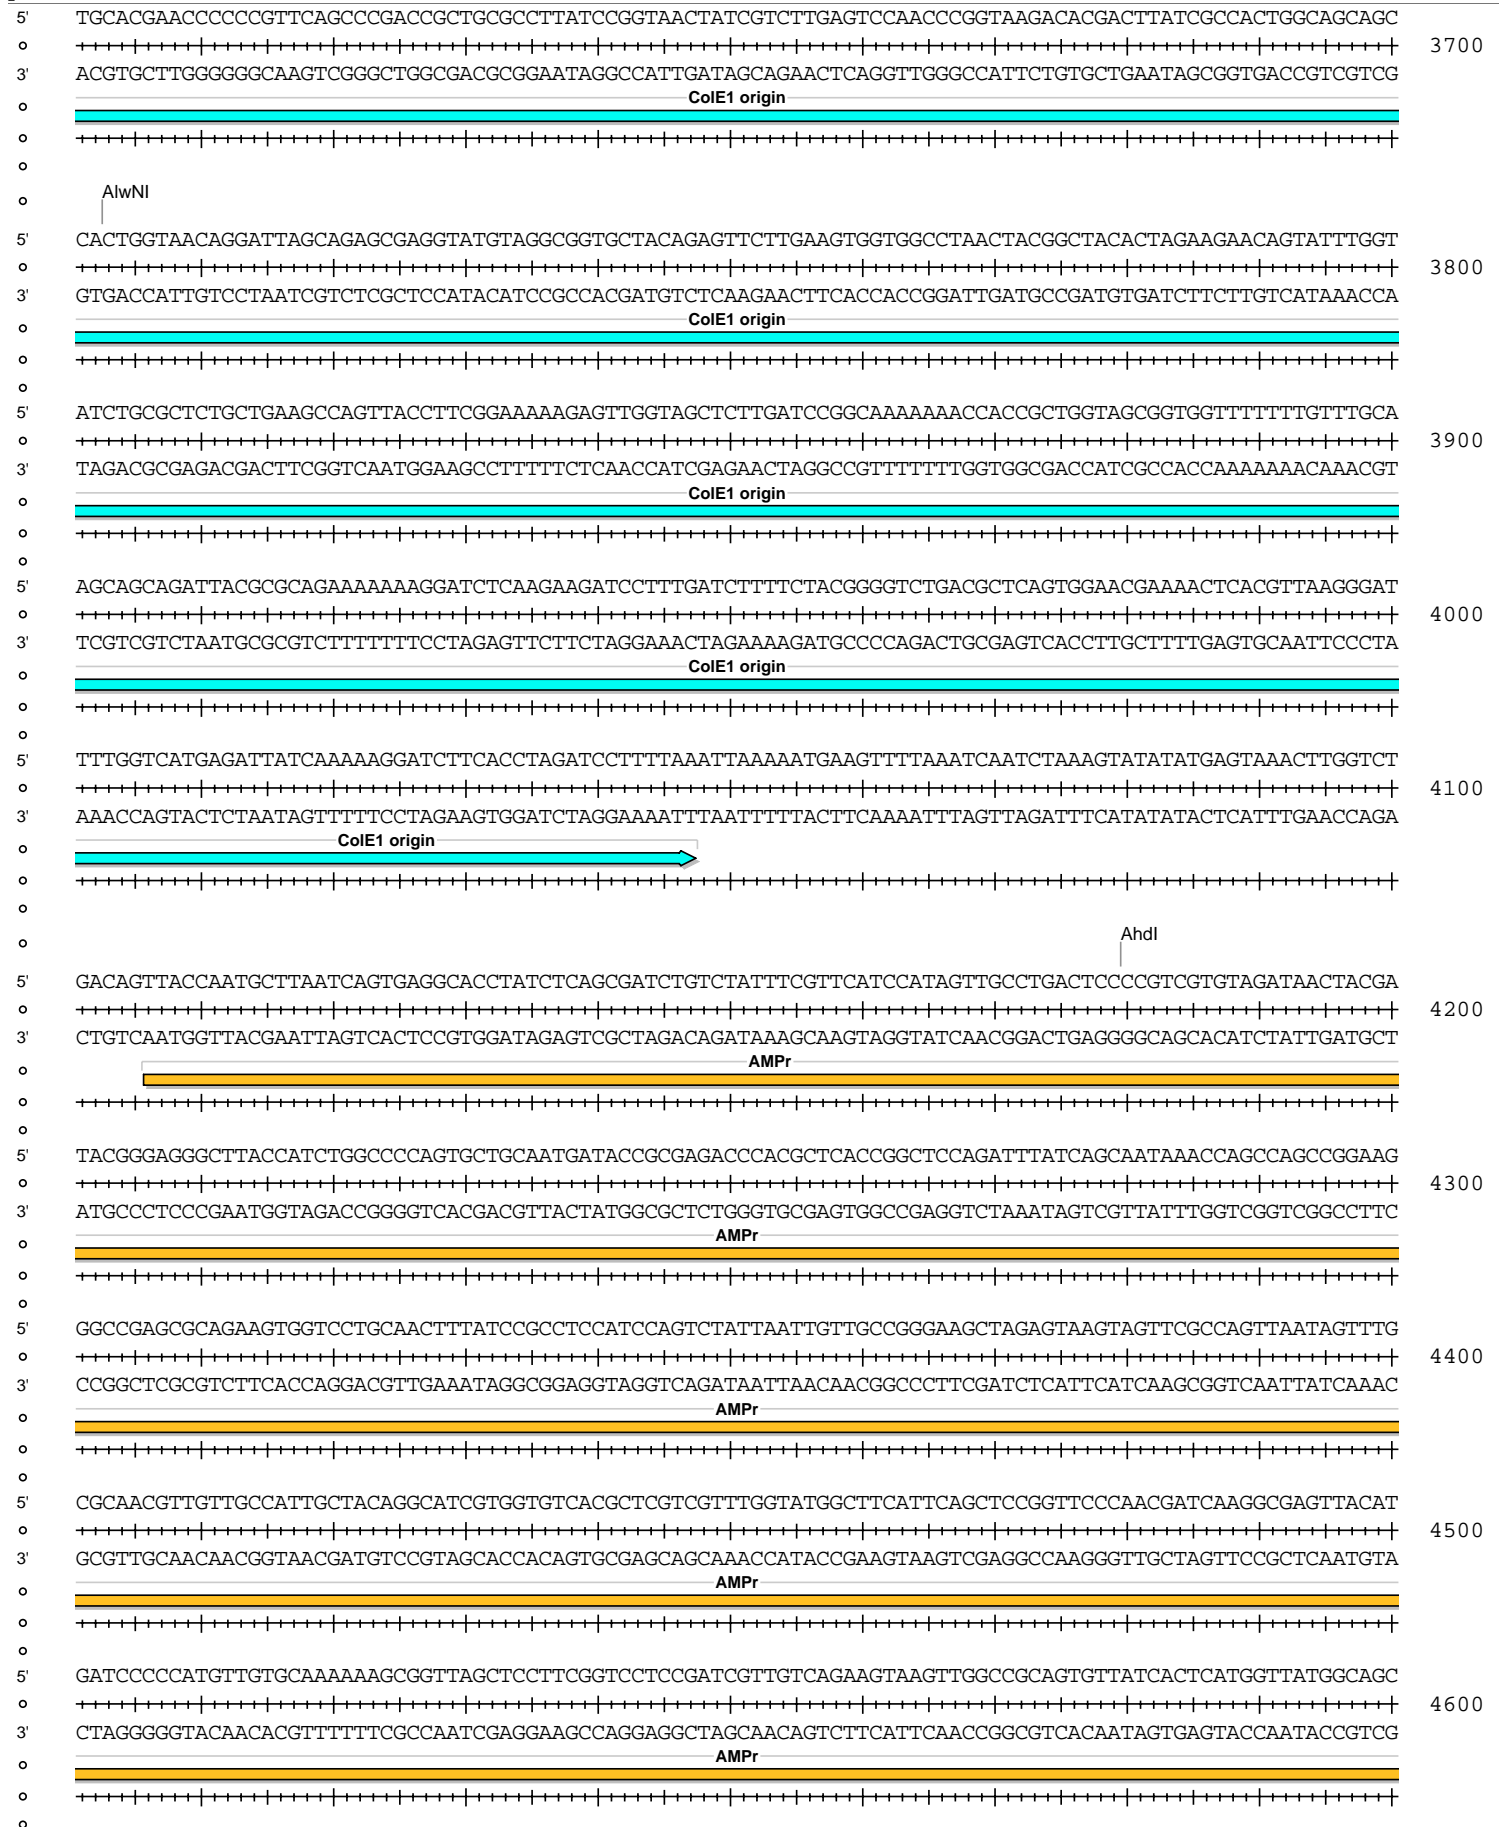 5' TGCACGAACCCCCCGTTCAGCCCGACCGCTGCGCCTTATCCGGTAACTATCGTCTTGAGTCCAACCCGGTAAGACACGACTTATCGCCACTGGCAGCAGC
3700
3' ACGTGCTTGGGGGGCAAGTCGGGCTGGCGACGCGGAATAGGCCATTGATAGCAGAACTCAGGTTGGGCCATTCTGTGCTGAATAGCGGTGACCGTCGTCG
ColE1 origin
AlwNI
5' CACTGGTAACAGGATTAGCAGAGCGAGGTATGTAGGCGGTGCTACAGAGTTCTTGAAGTGGTGGCCTAACTACGGCTACACTAGAAGAACAGTATTTGGT
3800
3' GTGACCATTGTCCTAATCGTCTCGCTCCATACATCCGCCACGATGTCTCAAGAACTTCACCACCGGATTGATGCCGATGTGATCTTCTTGTCATAAACCA
ColE1 origin
5' ATCTGCGCTCTGCTGAAGCCAGTTACCTTCGGAAAAAGAGTTGGTAGCTCTTGATCCGGCAAAAAAACCACCGCTGGTAGCGGTGGTTTTTTTGTTTGCA
3900
3' TAGACGCGAGACGACTTCGGTCAATGGAAGCCTTTTTCTCAACCATCGAGAACTAGGCCGTTTTTTTGGTGGCGACCATCGCCACCAAAAAAACAAACGT
ColE1 origin
5' AGCAGCAGATTACGCGCAGAAAAAAAGGATCTCAAGAAGATCCTTTGATCTTTTCTACGGGGTCTGACGCTCAGTGGAACGAAAACTCACGTTAAGGGAT
4000
3' TCGTCGTCTAATGCGCGTCTTTTTTTCCTAGAGTTCTTCTAGGAAACTAGAAAAGATGCCCCAGACTGCGAGTCACCTTGCTTTTGAGTGCAATTCCCTA
ColE1 origin
5' TTTGGTCATGAGATTATCAAAAAGGATCTTCACCTAGATCCTTTTAAATTAAAAATGAAGTTTTAAATCAATCTAAAGTATATATGAGTAAACTTGGTCT
4100
3' AAACCAGTACTCTAATAGTTTTTCCTAGAAGTGGATCTAGGAAAATTTAATTTTTACTTCAAAATTTAGTTAGATTTCATATATACTCATTTGAACCAGA
ColE1 origin
AhdI
5' GACAGTTACCAATGCTTAATCAGTGAGGCACCTATCTCAGCGATCTGTCTATTTCGTTCATCCATAGTTGCCTGACTCCCCGTCGTGTAGATAACTACGA
4200
3' CTGTCAATGGTTACGAATTAGTCACTCCGTGGATAGAGTCGCTAGACAGATAAAGCAAGTAGGTATCAACGGACTGAGGGGCAGCACATCTATTGATGCT
AMPr
5' TACGGGAGGGCTTACCATCTGGCCCCAGTGCTGCAATGATACCGCGAGACCCACGCTCACCGGCTCCAGATTTATCAGCAATAAACCAGCCAGCCGGAAG
4300
3' ATGCCCTCCCGAATGGTAGACCGGGGTCACGACGTTACTATGGCGCTCTGGGTGCGAGTGGCCGAGGTCTAAATAGTCGTTATTTGGTCGGTCGGCCTTC
AMPr
5' GGCCGAGCGCAGAAGTGGTCCTGCAACTTTATCCGCCTCCATCCAGTCTATTAATTGTTGCCGGGAAGCTAGAGTAAGTAGTTCGCCAGTTAATAGTTTG
4400
3' CCGGCTCGCGTCTTCACCAGGACGTTGAAATAGGCGGAGGTAGGTCAGATAATTAACAACGGCCCTTCGATCTCATTCATCAAGCGGTCAATTATCAAAC
AMPr
5' CGCAACGTTGTTGCCATTGCTACAGGCATCGTGGTGTCACGCTCGTCGTTTGGTATGGCTTCATTCAGCTCCGGTTCCCAACGATCAAGGCGAGTTACAT
4500
3' GCGTTGCAACAACGGTAACGATGTCCGTAGCACCACAGTGCGAGCAGCAAACCATACCGAAGTAAGTCGAGGCCAAGGGTTGCTAGTTCCGCTCAATGTA
AMPr
5' GATCCCCCATGTTGTGCAAAAAAGCGGTTAGCTCCTTCGGTCCTCCGATCGTTGTCAGAAGTAAGTTGGCCGCAGTGTTATCACTCATGGTTATGGCAGC
4600
3' CTAGGGGGTACAACACGTTTTTTCGCCAATCGAGGAAGCCAGGAGGCTAGCAACAGTCTTCATTCAACCGGCGTCACAATAGTGAGTACCAATACCGTCG
AMPr